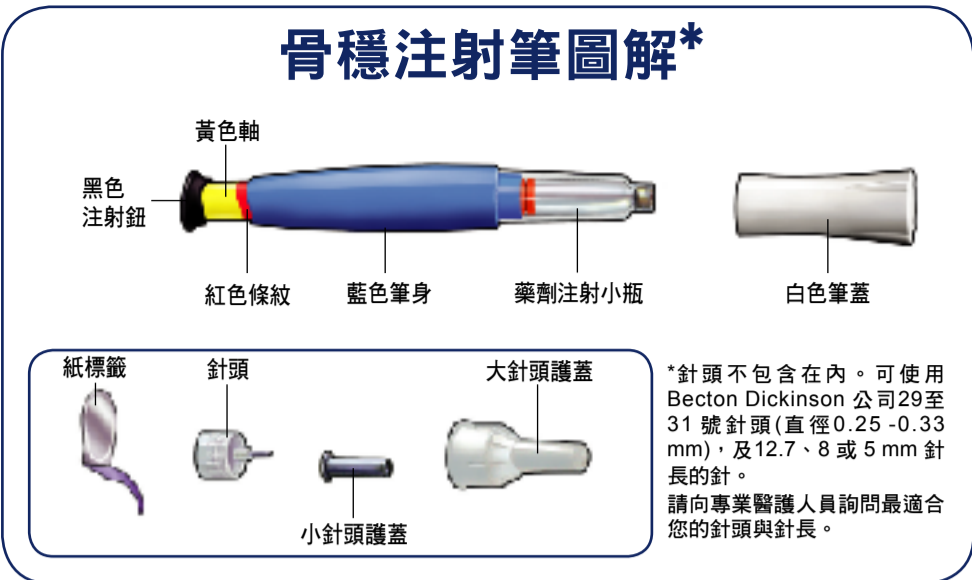 骨穩注射筆圖解*
黃色軸
黑色
注射鈕
紅色條紋
藍色筆身
藥劑注射小瓶
白色筆蓋
紙標籤
針頭
大針頭護蓋
小針頭護蓋
*針頭不包含在內。可使用
Becton Dickinson 公司29至
31 號針頭(直徑0.25 -0.33
mm)，及12.7、8 或 5 mm 針
長的針。
請向專業醫護人員詢問最適合
您的針頭與針長。